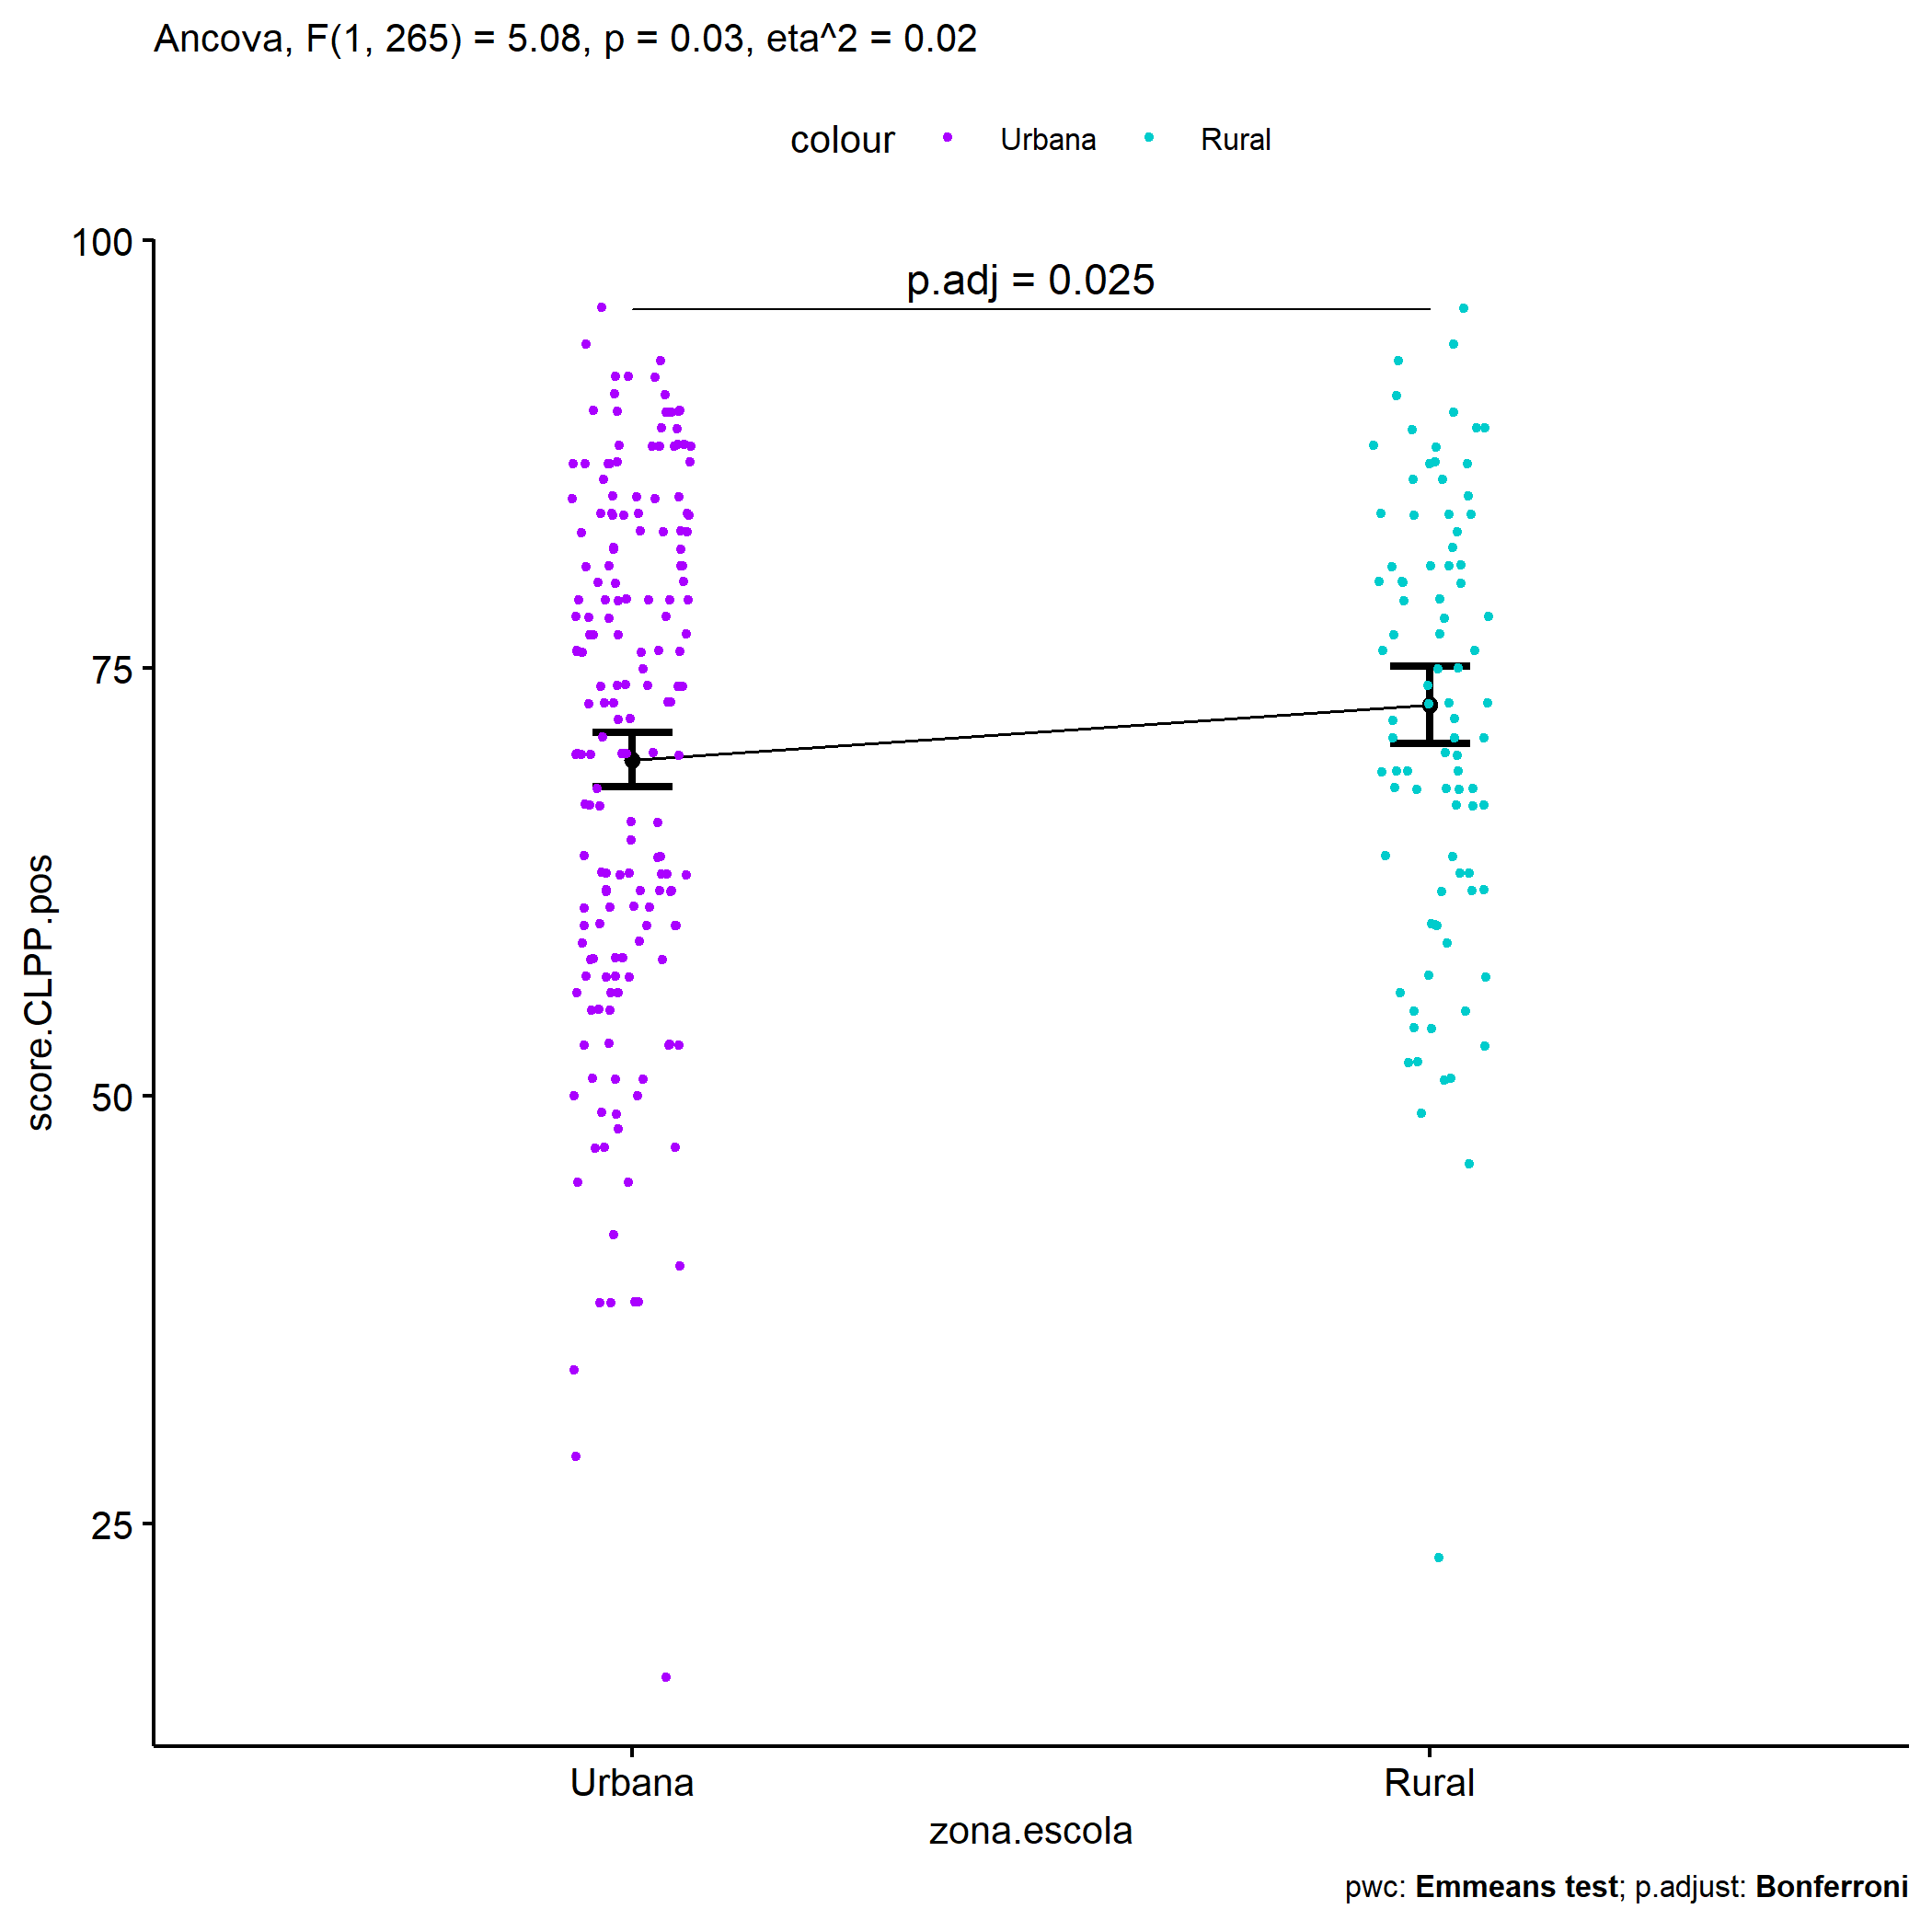 Ancova, F(1, 265) = 5.08, p = 0.03, eta^2 = 0.02
colour Urbana Rural
100
p.adj = 0.025
75
50
25
score.CLPP.pos
Urbana Rural
zona.escola
pwc: Emmeans test; p.adjust: Bonferroni